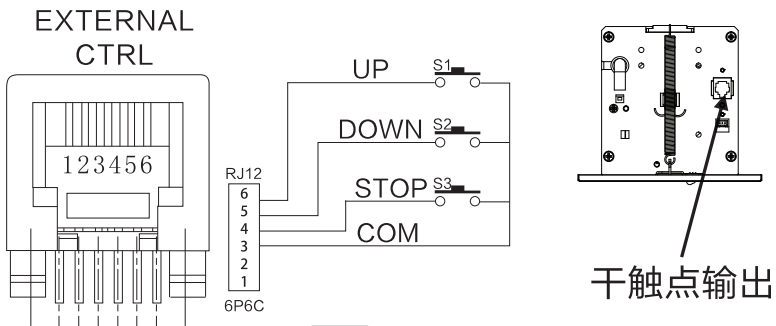 EXTERNAL
CTRL
123456
RJ12
6
5
4
3
2
1
6P6C
UP
S1
DOWN
S2
STOP
S3
COM
干触点输出